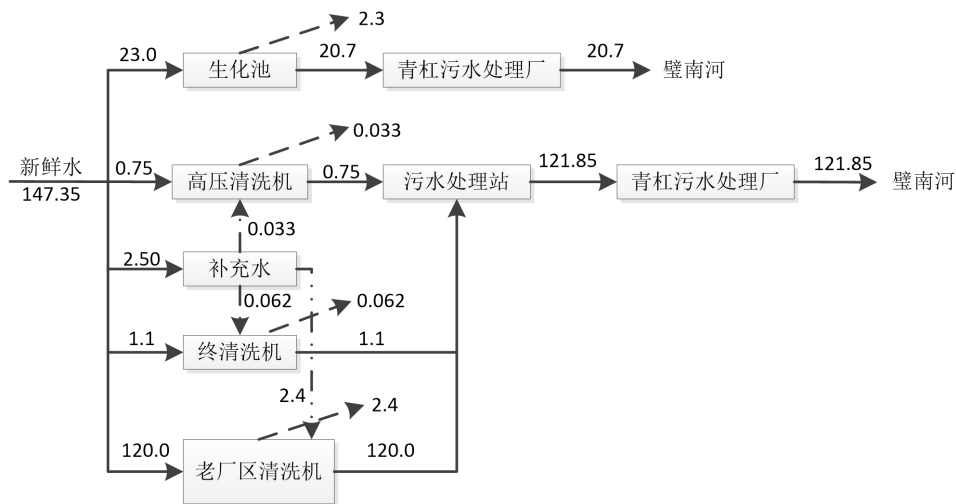 2.3
23.0
生化池
20.7
青杠污水处理厂
20.7
璧南河
0.033
新鲜水
147.35
0.75
高压清洗机
0.75
污水处理站
121.85
青杠污水处理厂
121.85
璧南河
0.033
2.50
补充水
0.062
0.062
1.1
终清洗机
1.1
2.4
2.4
120.0
老厂区清洗机
120.0